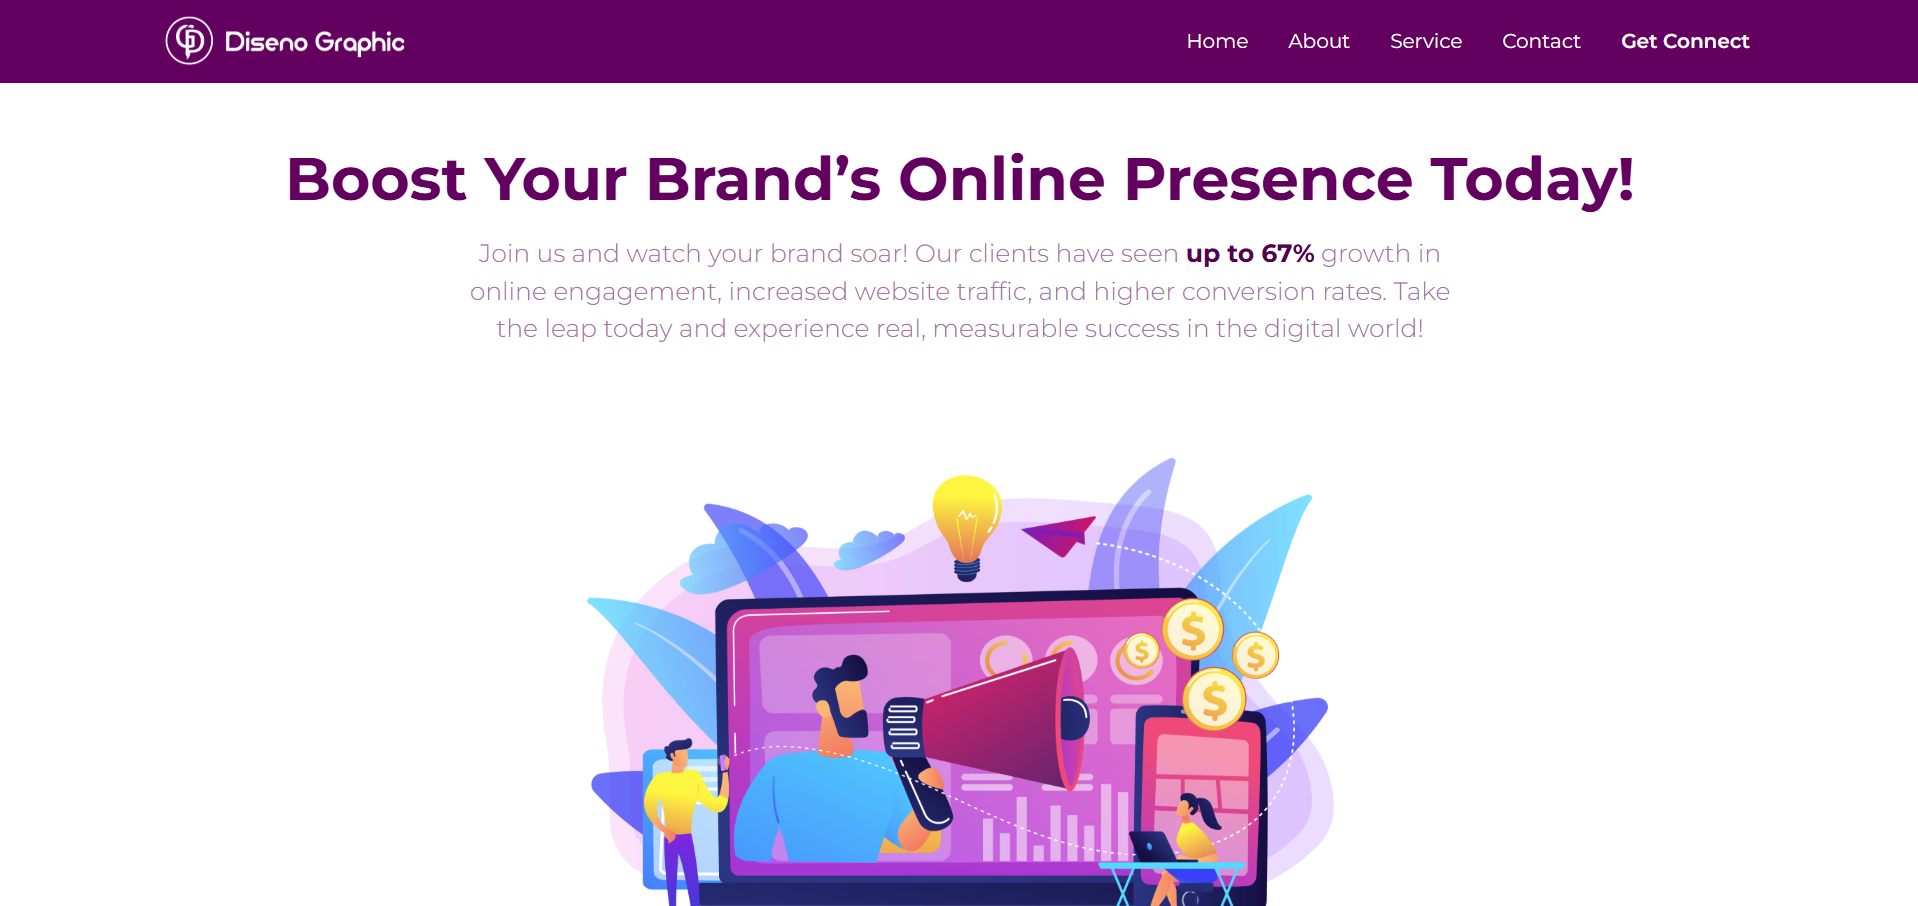 Diseno Graphic
Home About Service Contact Get Connect
Boost Your Brand’s Online Presence Today!
Join us and watch your brand soar! Our clients have seen up to 67% growth in
online engagement, increased website traffic, and higher conversion rates. Take
the leap today and experience real, measurable success in the digital world!
$ $ $ $